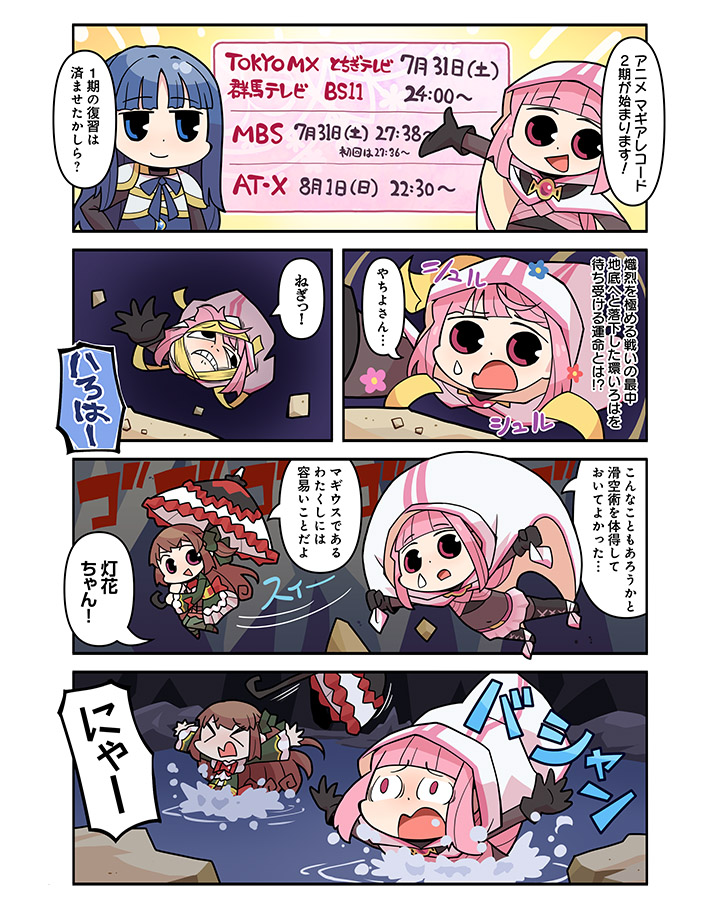 アニメ マギアレコード
２期が始まります！
TOKYO MX とちぎテレビ 7月31日(土)
群馬テレビ BS11 24:00〜
MBS 7月31日(土) 27:38〜
初回は27:36〜
AT-X 8月1日(日) 22:30〜
１期の復習は
済ませたかしら？
熾烈を極める戦いの最中
地底へと落下した環いろはを
待ち受ける運命とは!?
シュル
やちよさん…
シュル
ねぎっ！
いろはー
こんなこともあろうかと
滑空術を体得して
おいてよかった…
マギウスである
わたくしには
容易いことだよ
ゴゴゴゴゴ
スィー
灯花
ちゃん！
バシャン
にゃー